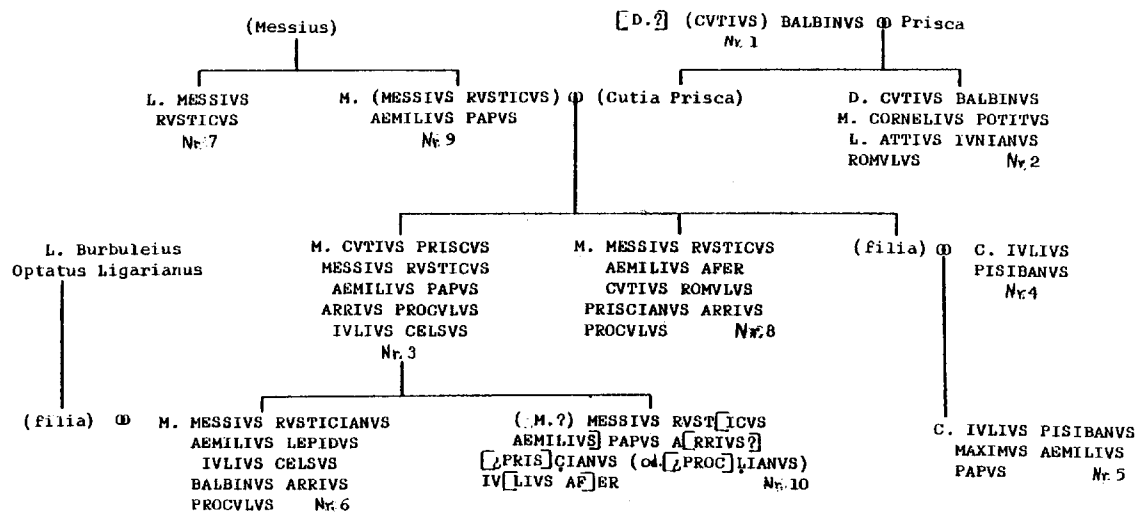 (Messius)
[D.?] (CVTIVS) BALBINVS ⚭ Prisca
Nr. 1
L. MESSIVS
RVSTICVS
Nr. 7
M. (MESSIVS RVSTICVS) ⚭ (Cutia Prisca)
AEMILIVS PAPVS
Nr. 9
D. CVTIVS BALBINVS
M. CORNELIVS POTITVS
L. ATTIVS IVNIANVS
ROMVLVS Nr. 2
L. Burbuleius
Optatus Ligarianus
M. CVTIVS PRISCVS
MESSIVS RVSTICVS
AEMILIVS PAPVS
ARRIVS PROCVLVS
IVLIVS CELSVS
Nr. 3
M. MESSIVS RVSTICVS
AEMILIVS AFER
CVTIVS ROMVLVS
PRISCIANVS ARRIVS
PROCVLVS Nr. 8
(filia) ⚭ C. IVLIVS
PISIBANVS
Nr. 4
(filia) ⚭ M. MESSIVS RVSTICIANVS
AEMILIVS LEPIDVS
IVLIVS CELSVS
BALBINVS ARRIVS
PROCVLVS Nr. 6
(M.?) MESSIVS RVST[ICVS
AEMILIVS] PAPVS A[RRIVS?]
[¿PRIS]C̣IANVS (od. [¿PROC]ḶIANVS)
IV[LIVS AF]ER Nr. 10
C. IVLIVS PISIBANVS
MAXIMVS AEMILIVS
PAPVS Nr. 5